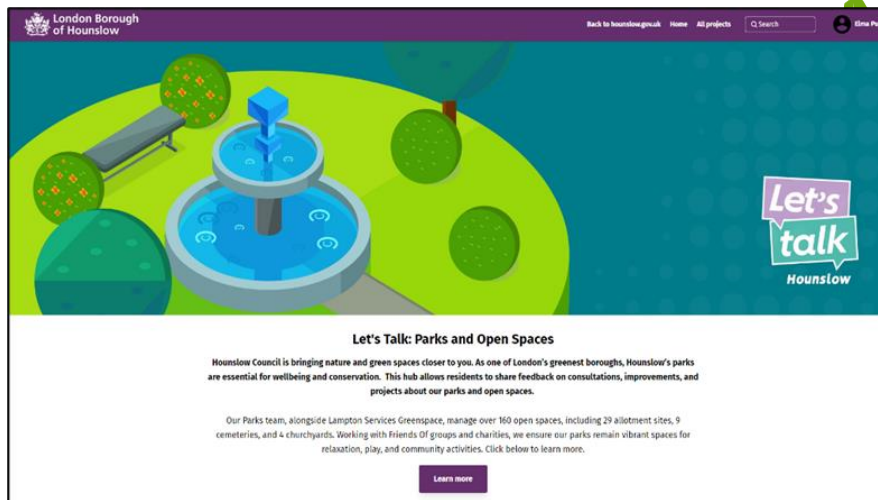 London Borough
of Hounslow
Back to hounslow.gov.uk Home All projects Search Elma
Let's
talk
Hounslow
Let's Talk: Parks and Open Spaces
Hounslow Council is bringing nature and green spaces closer to you. As one of London's greenest boroughs, Hounslow's parks
are essential for wellbeing and conservation. This hub allows residents to share feedback on consultations, improvements, and
projects about our parks and open spaces.
Our Parks team, alongside Lampton Services Greenspace, manage over 160 open spaces, including 29 allotment sites, 9
cemeteries, and 4 churchyards. Working with Friends Of groups and charities, we ensure our parks remain vibrant spaces for
relaxation, play, and community activities. Click below to learn more.
Learn more